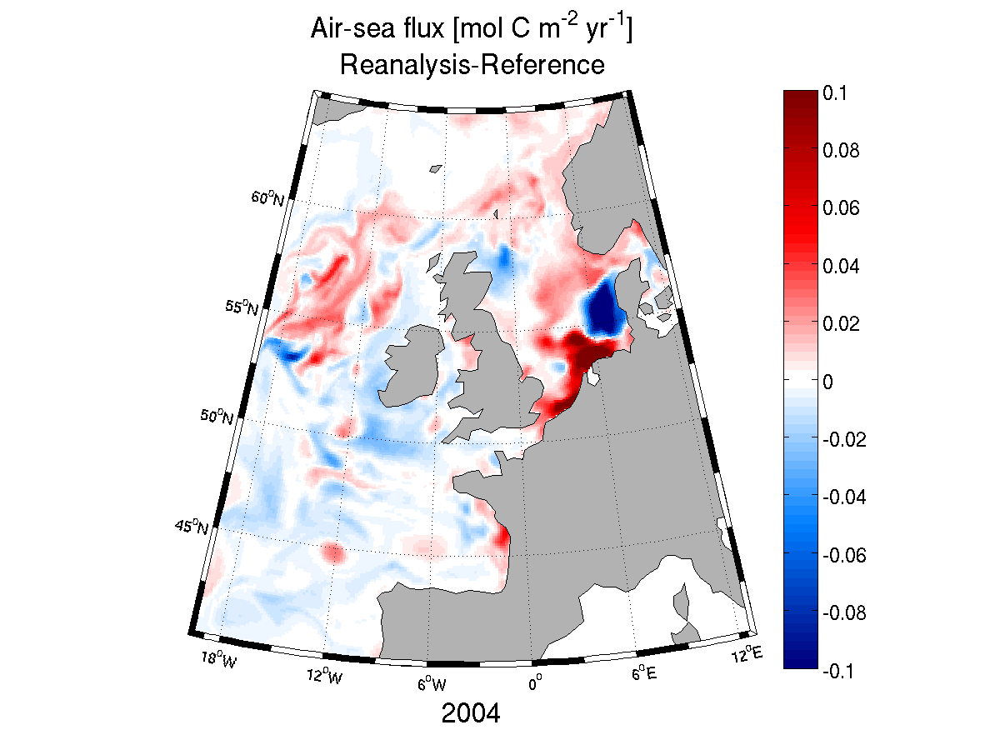 Air-sea flux [mol C m⁻² yr⁻¹]
Reanalysis-Reference
0.1
0.08
0.06
0.04
0.02
0
-0.02
-0.04
-0.06
-0.08
-0.1
60°N
55°N
50°N
45°N
18°W
12°W
6°W
0°
6°E
12°E
2004